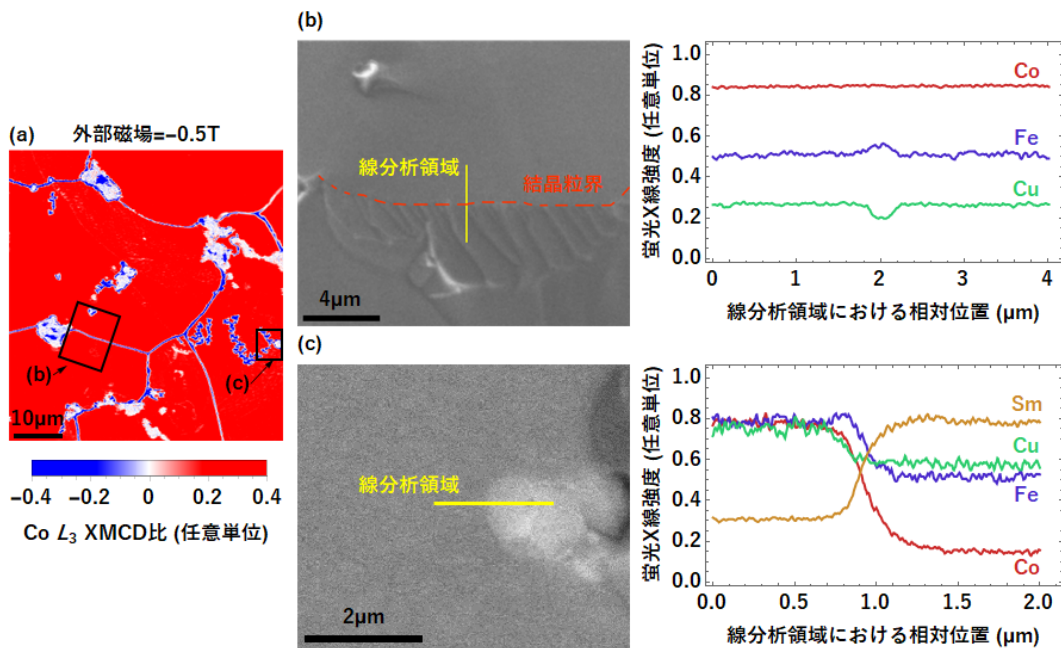 (a)
外部磁場=−0.5T
(b)
(c)
10μm
−0.4 −0.2 0 0.2 0.4
Co L₃ XMCD比 (任意単位)
(b)
線分析領域
結晶粒界
4μm
蛍光X線強度 (任意単位)
1.0
0.8
0.6
0.4
0.2
0.0
Co
Fe
Cu
0 1 2 3 4
線分析領域における相対位置 (μm)
(c)
線分析領域
2μm
蛍光X線強度 (任意単位)
1.0
0.8
0.6
0.4
0.2
0.0
Sm
Cu
Fe
Co
0.0 0.5 1.0 1.5 2.0
線分析領域における相対位置 (μm)